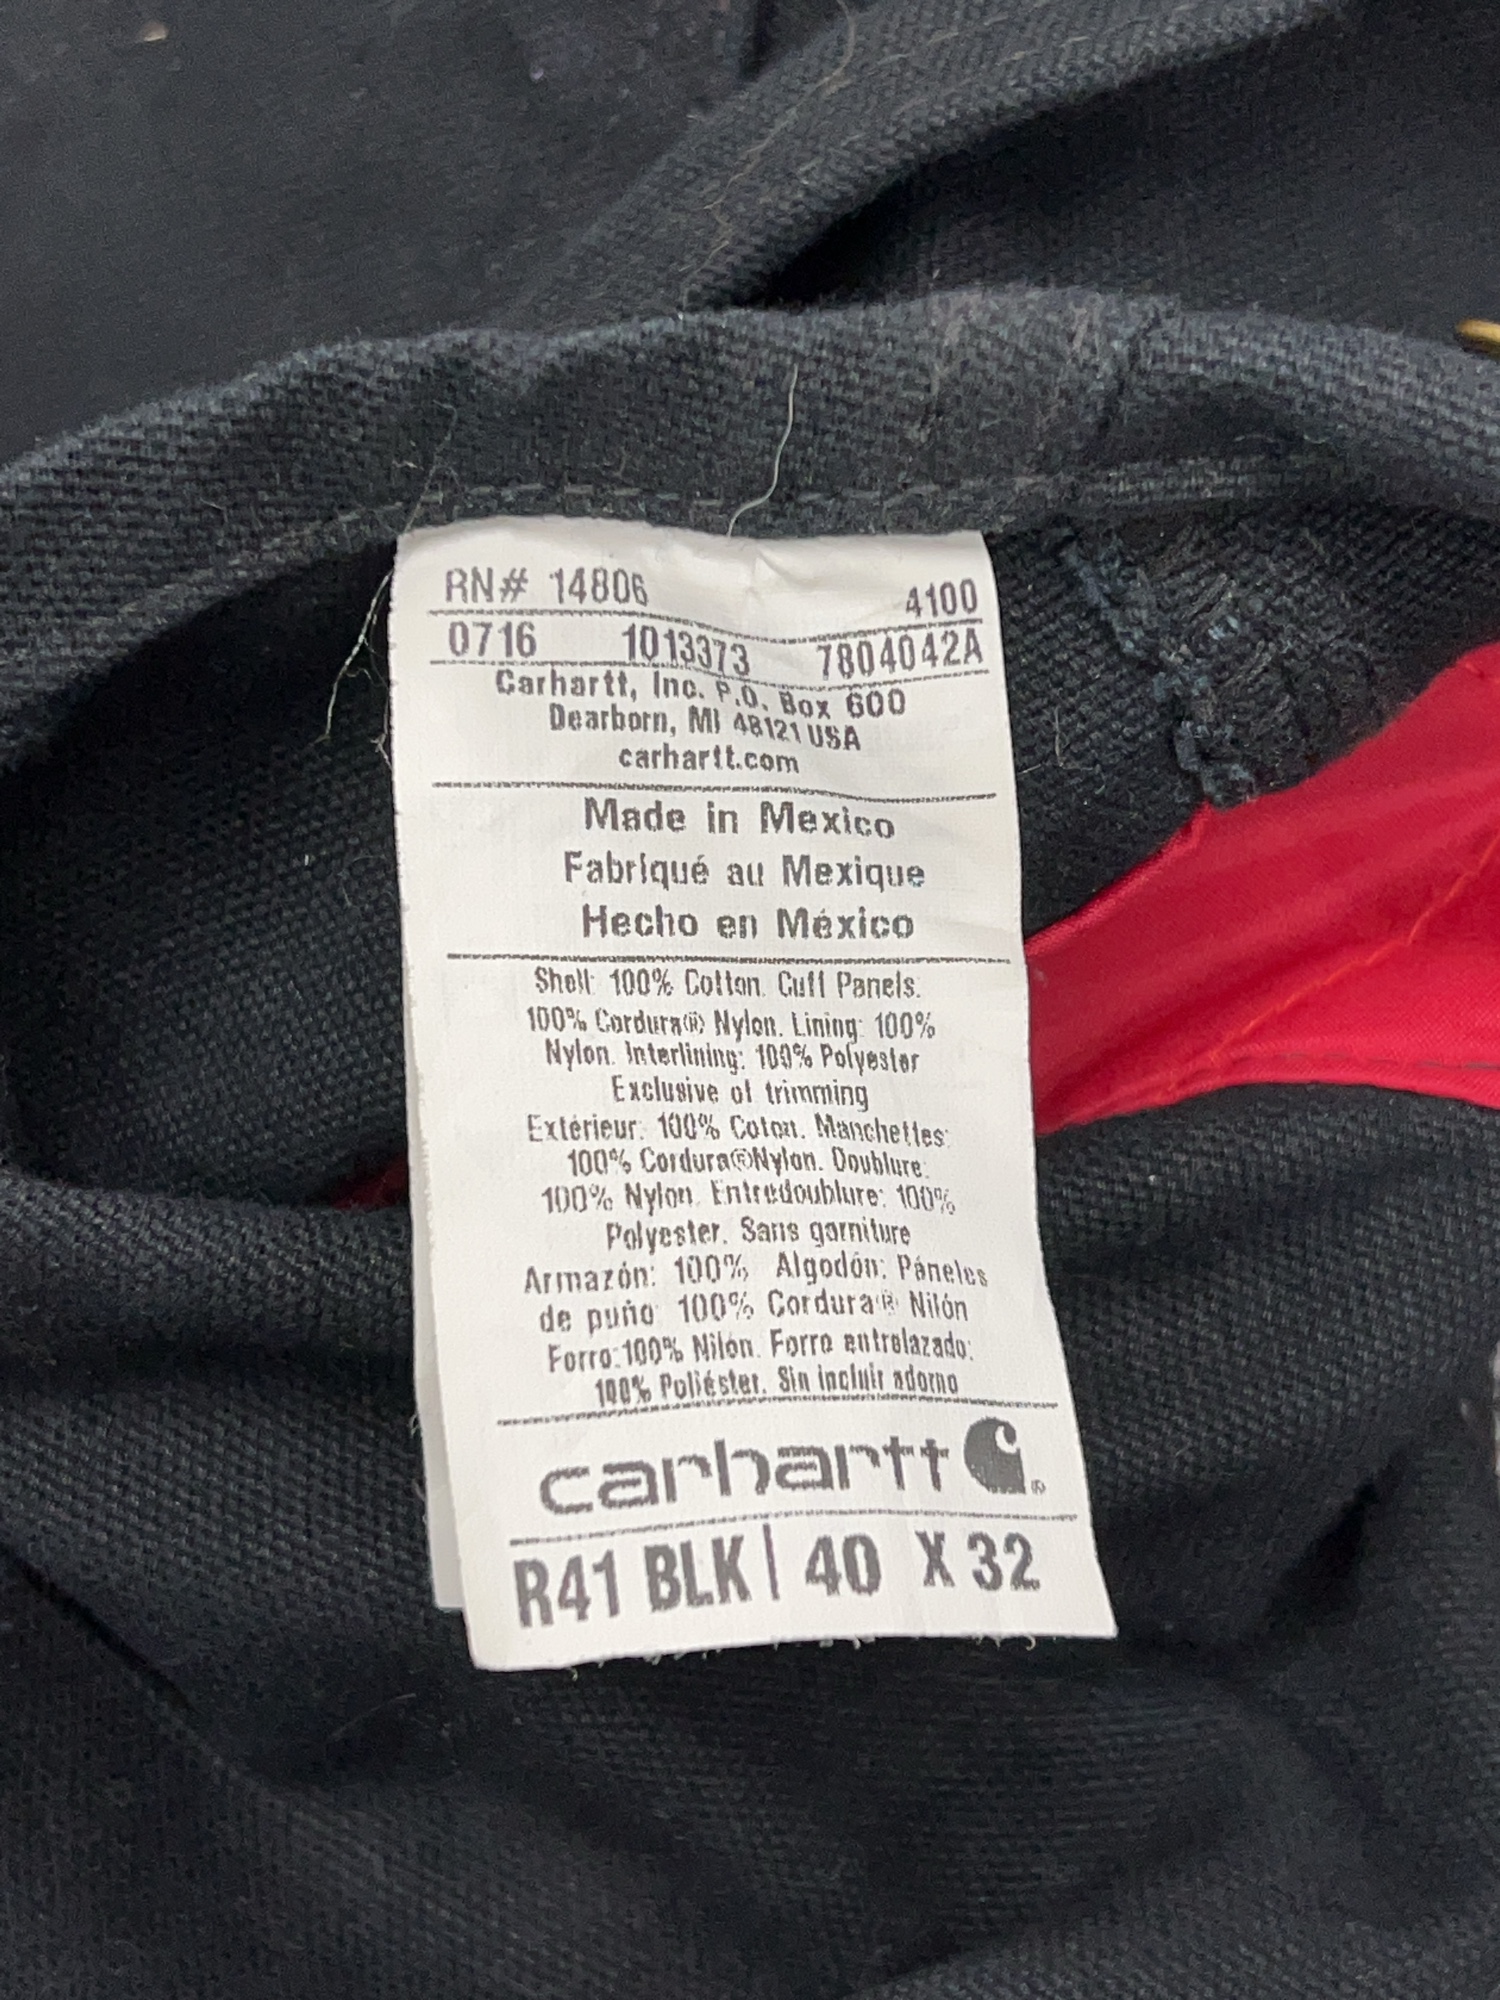 RN# 14806 4100
0716 1013373 7804042A
Carhartt, Inc. P.O. Box 600
Dearborn, MI 48121 USA
carhartt.com
Made in Mexico
Fabriqué au Mexique
Hecho en México
Shell: 100% Cotton. Cuff Panels:
100% Cordura® Nylon. Lining: 100%
Nylon. Interlining: 100% Polyester
Exclusive of trimming
Extérieur: 100% Coton. Manchettes:
100% Cordura®Nylon. Doublure:
100% Nylon. Entredoublure: 100%
Polyester. Sans garniture
Armazón: 100% Algodón: Páneles
de puño: 100% Cordura® Nilón
Forro:100% Nilón. Forro entrelazado:
100% Poliéster. Sin incluir adorno
carhartt ®
R41 BLK | 40 X 32